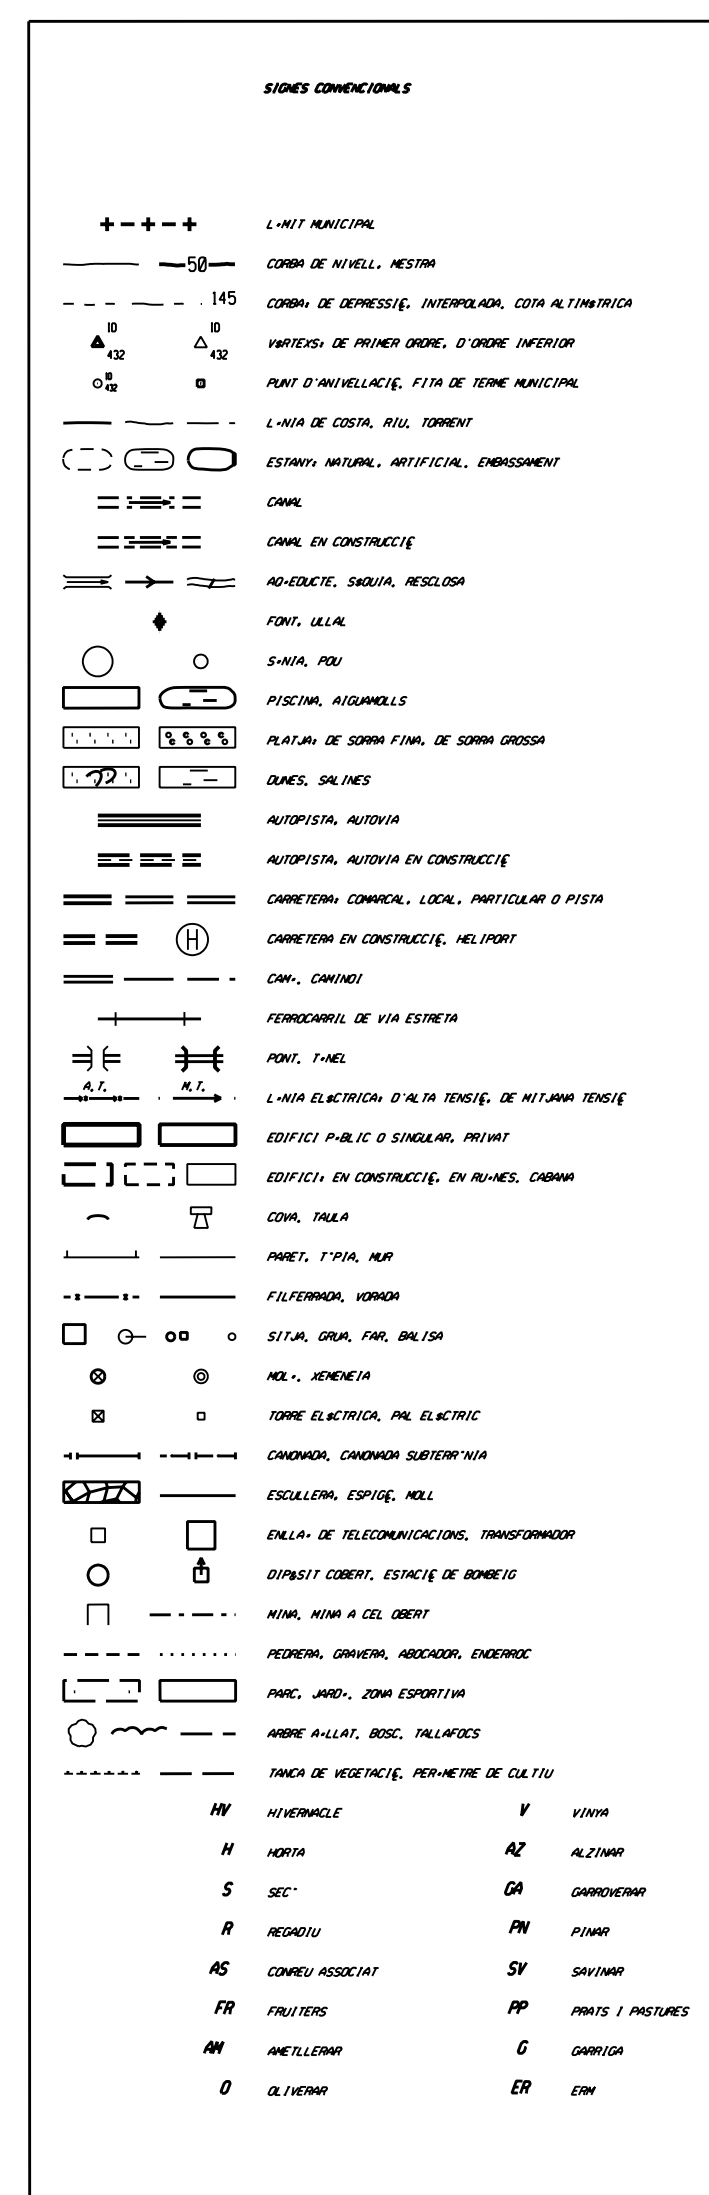 SIGNES CONVENCIONALS
L•MIT MUNICIPAL
50 CORBA DE NIVELL, MESTRA
145 CORBA: DE DEPRESSI£, INTERPOLADA, COTA ALTIM$TRICA
ID 432 ID 432 V$RTEXS: DE PRIMER ORDRE, D'ORDRE INFERIOR
ID 432 PUNT D'ANIVELLACI£, FITA DE TERME MUNICIPAL
L•NIA DE COSTA, RIU, TORRENT
ESTANY: NATURAL, ARTIFICIAL, EMBASSAMENT
CANAL
CANAL EN CONSTRUCCI£
AQ•EDUCTE, S$QUIA, RESCLOSA
FONT, ULLAL
S•NIA, POU
PISCINA, AIGUAMOLLS
PLATJA: DE SORRA FINA, DE SORRA GROSSA
DUNES, SALINES
AUTOPISTA, AUTOVIA
AUTOPISTA, AUTOVIA EN CONSTRUCCI£
CARRETERA: COMARCAL, LOCAL, PARTICULAR O PISTA
H CARRETERA EN CONSTRUCCI£, HELIPORT
CAM•, CAMINOI
FERROCARRIL DE VIA ESTRETA
PONT, T•NEL
A.T. M.T. L•NIA EL$CTRICA: D'ALTA TENSI£, DE MITJANA TENSI£
EDIFICI P•BLIC O SINGULAR, PRIVAT
EDIFICI: EN CONSTRUCCI£, EN RU•NES, CABANA
COVA, TAULA
PARET, T"PIA, MUR
FILFERRADA, VORADA
SITJA, GRUA, FAR, BALISA
MOL•, XEMENEIA
TORRE EL$CTRICA, PAL EL$CTRIC
CANONADA, CANONADA SUBTERR"NIA
ESCULLERA, ESPIG£, MOLL
ENLLA• DE TELECOMUNICACIONS, TRANSFORMADOR
DIP&SIT COBERT, ESTACI£ DE BOMBEIG
MINA, MINA A CEL OBERT
PEDRERA, GRAVERA, ABOCADOR, ENDERROC
PARC, JARD•, ZONA ESPORTIVA
ARBRE A•LLAT, BOSC, TALLAFOCS
TANCA DE VEGETACI£, PER•METRE DE CULTIU
HV HIVERNACLE V VINYA
H HORTA AZ ALZINAR
S SEC" GA GARROVERAR
R REGADIU PN PINAR
AS CONREU ASSOCIAT SV SAVINAR
FR FRUITERS PP PRATS I PASTURES
AM AMETLLERAR G GARRIGA
O OLIVERAR ER ERM